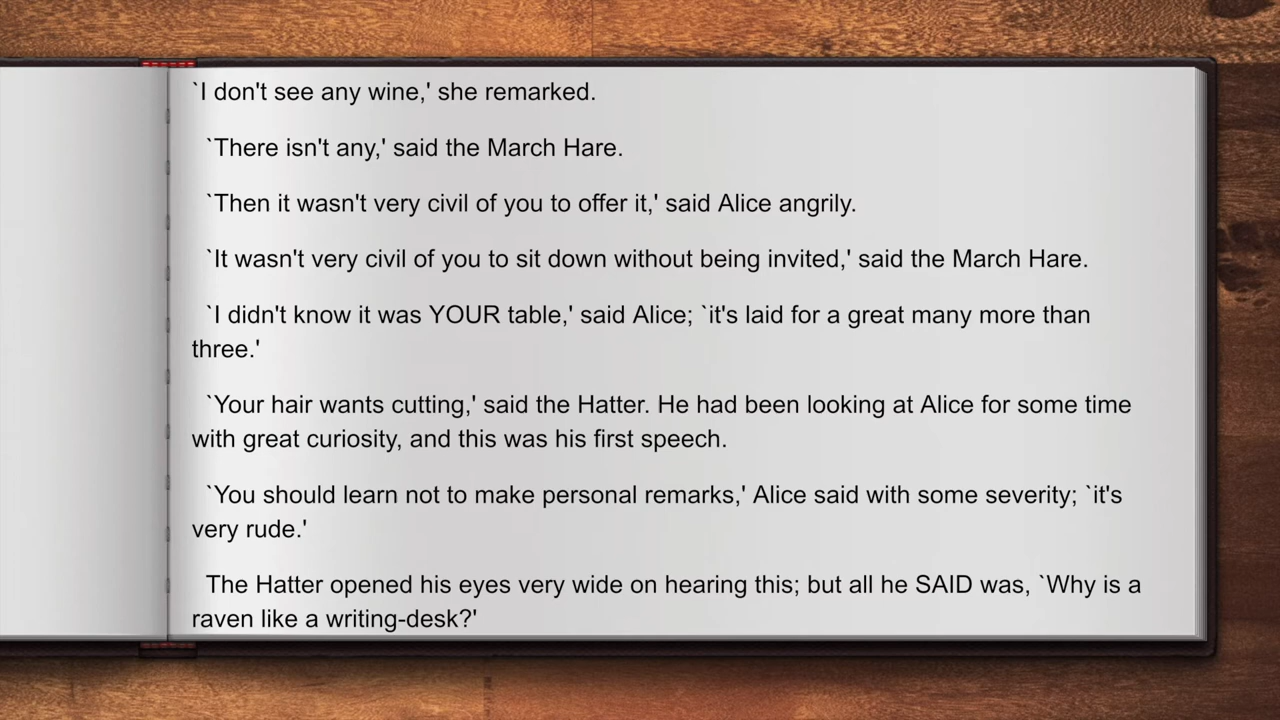 `I don't see any wine,' she remarked.
`There isn't any,' said the March Hare.
`Then it wasn't very civil of you to offer it,' said Alice angrily.
`It wasn't very civil of you to sit down without being invited,' said the March Hare.
`I didn't know it was YOUR table,' said Alice; `it's laid for a great many more than
three.'
`Your hair wants cutting,' said the Hatter. He had been looking at Alice for some time
with great curiosity, and this was his first speech.
`You should learn not to make personal remarks,' Alice said with some severity; `it's
very rude.'
The Hatter opened his eyes very wide on hearing this; but all he SAID was, `Why is a
raven like a writing-desk?'